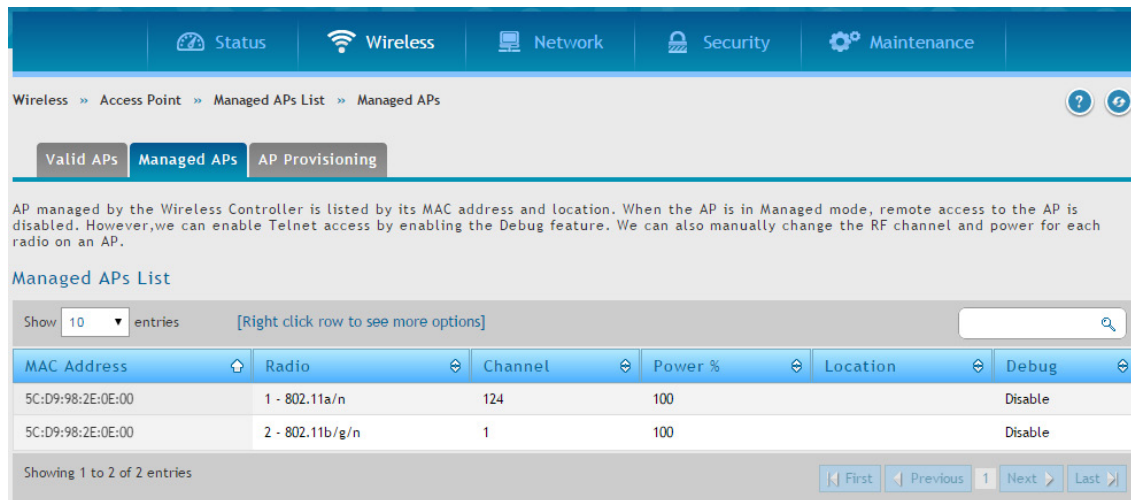 Status Wireless Network Security Maintenance
Wireless » Access Point » Managed APs List » Managed APs
Valid APs Managed APs AP Provisioning
AP managed by the Wireless Controller is listed by its MAC address and location. When the AP is in Managed mode, remote access to the AP is
disabled. However,we can enable Telnet access by enabling the Debug feature. We can also manually change the RF channel and power for each
radio on an AP.
Managed APs List
Show 10 entries [Right click row to see more options]
MAC Address Radio Channel Power % Location Debug
5C:D9:98:2E:0E:00 1 - 802.11a/n 124 100 Disable
5C:D9:98:2E:0E:00 2 - 802.11b/g/n 1 100 Disable
Showing 1 to 2 of 2 entries First Previous 1 Next Last